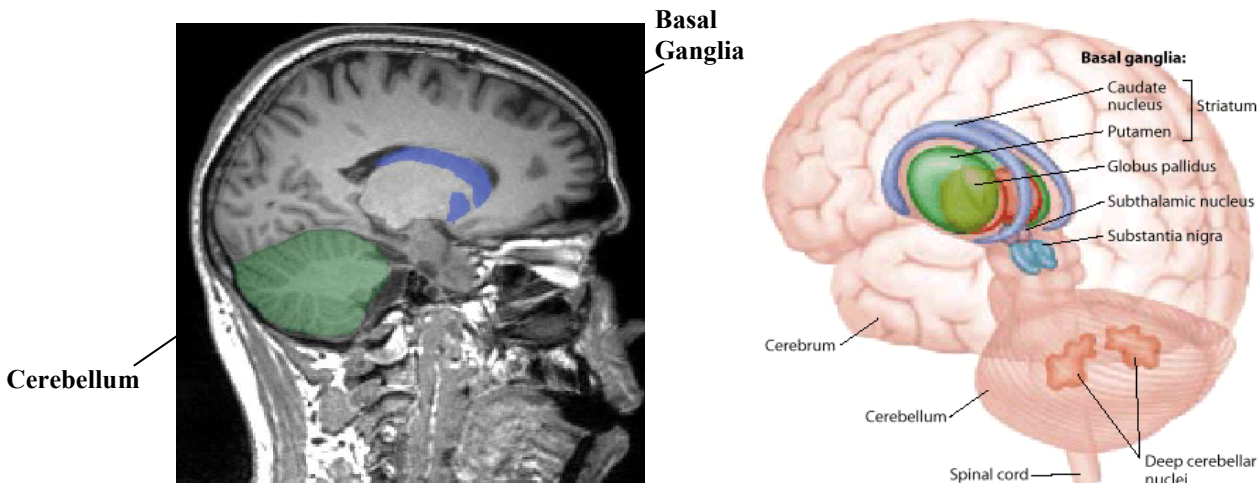 Basal
Ganglia
Cerebellum
Basal ganglia:
Caudate
nucleus
Striatum
Putamen
Globus pallidus
Subthalamic nucleus
Substantia nigra
Cerebrum
Cerebellum
Spinal cord
Deep cerebellar
nuclei